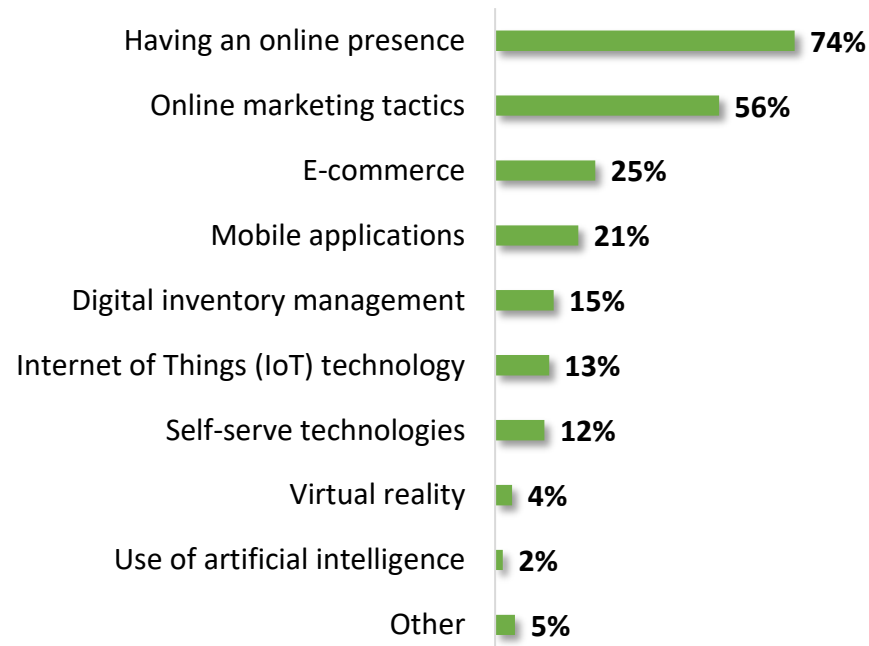 Having an online presence 74%
Online marketing tactics 56%
E-commerce 25%
Mobile applications 21%
Digital inventory management 15%
Internet of Things (IoT) technology 13%
Self-serve technologies 12%
Virtual reality 4%
Use of artificial intelligence 2%
Other 5%